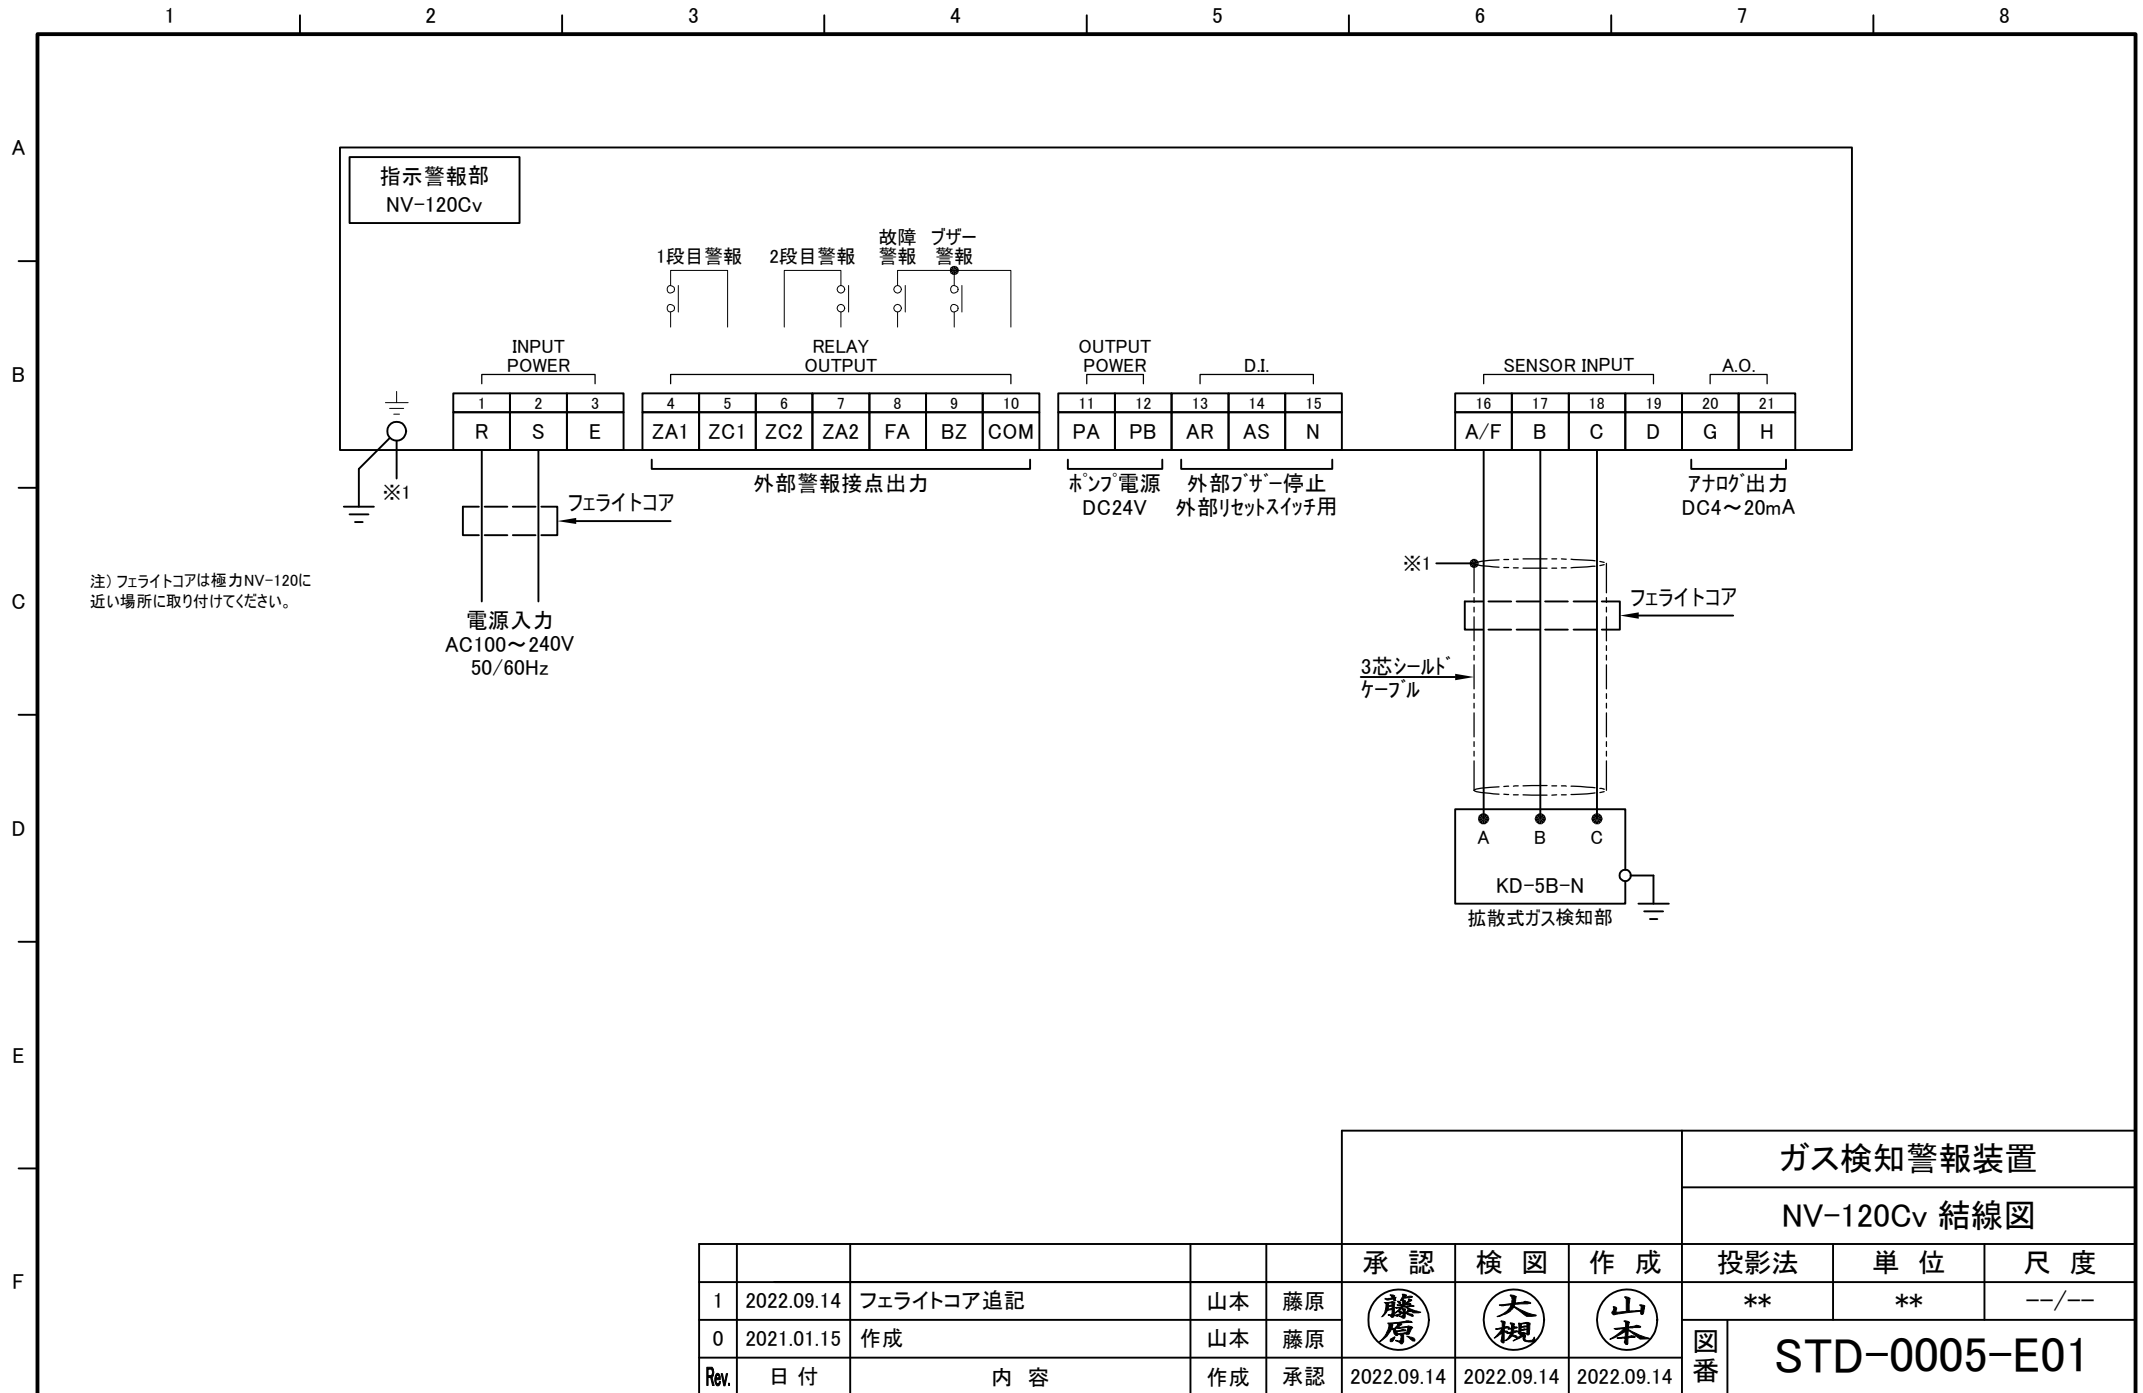 1 2 3 4 5 6 7 8
A
指示警報部
NV-120Cv
1段目警報
2段目警報
故障
警報
ブザー
警報
B
INPUT
POWER
RELAY
OUTPUT
OUTPUT
POWER
D.I.
SENSOR INPUT
A.O.
1 2 3 4 5 6 7 8 9 10 11 12 13 14 15 16 17 18 19 20 21
R S E ZA1 ZC1 ZC2 ZA2 FA BZ COM PA PB AR AS N A/F B C D G H
※1
フェライトコア
外部警報接点出力
ポンプ電源
DC24V
外部ブザー停止
外部リセットスイッチ用
アナログ出力
DC4～20mA
C
注）フェライトコアは極力NV-120に
近い場所に取り付けてください。
電源入力
AC100～240V
50/60Hz
※1
フェライトコア
3芯シールド
ケーブル
D
A B C
KD-5B-N
拡散式ガス検知部
E
F
ガス検知警報装置
NV-120Cv 結線図
承認 検図 作成 投影法 単位 尺度
1 2022.09.14 フェライトコア追記 山本 藤原
藤原 大槻 山本
** ** --/--
0 2021.01.15 作成 山本 藤原
図番 STD-0005-E01
Rev. 日付 内容 作成 承認 2022.09.14 2022.09.14 2022.09.14